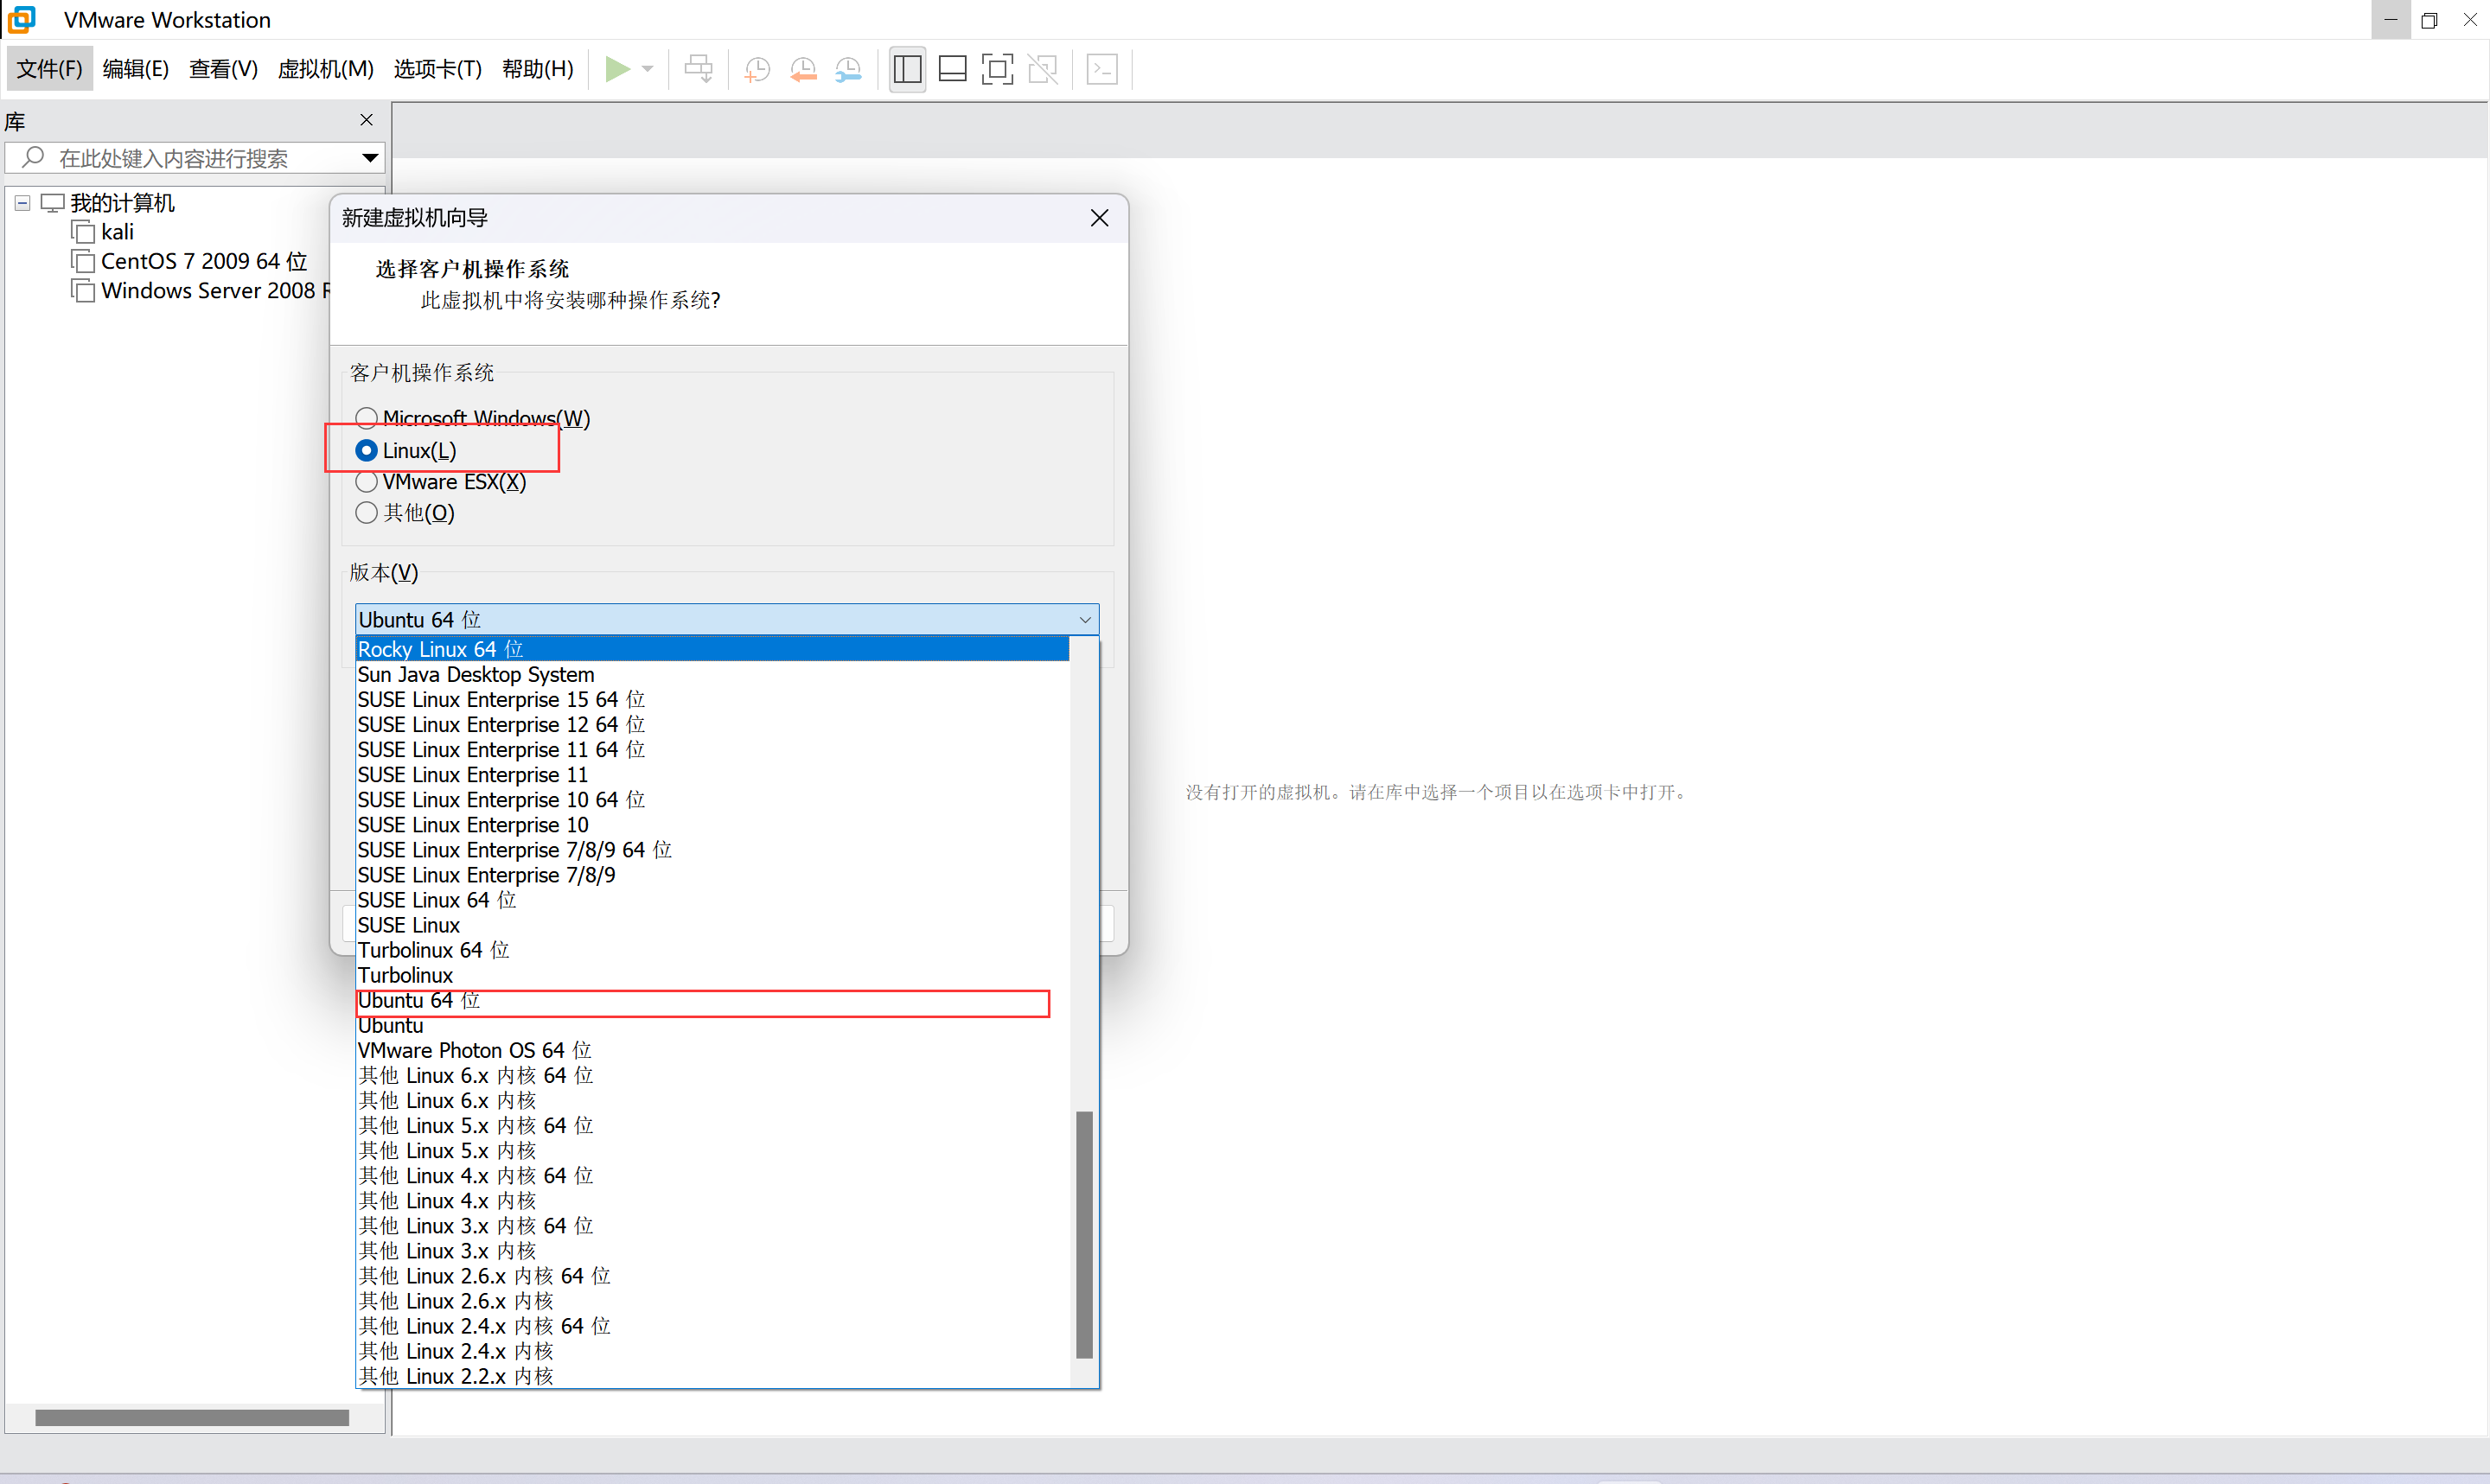 VMware Workstation
文件(F) 编辑(E) 查看(V) 虚拟机(M) 选项卡(T) 帮助(H)
库
在此处键入内容进行搜索
我的计算机
kali
CentOS 7 2009 64 位
Windows Server 2008 R
新建虚拟机向导
选择客户机操作系统
此虚拟机中将安装哪种操作系统?
客户机操作系统
Microsoft Windows(W)
Linux(L)
VMware ESX(X)
其他(O)
版本(V)
Ubuntu 64 位
Rocky Linux 64 位
Sun Java Desktop System
SUSE Linux Enterprise 15 64 位
SUSE Linux Enterprise 12 64 位
SUSE Linux Enterprise 11 64 位
SUSE Linux Enterprise 11
SUSE Linux Enterprise 10 64 位
SUSE Linux Enterprise 10
SUSE Linux Enterprise 7/8/9 64 位
SUSE Linux Enterprise 7/8/9
SUSE Linux 64 位
SUSE Linux
Turbolinux 64 位
Turbolinux
Ubuntu 64 位
Ubuntu
VMware Photon OS 64 位
其他 Linux 6.x 内核 64 位
其他 Linux 6.x 内核
其他 Linux 5.x 内核 64 位
其他 Linux 5.x 内核
其他 Linux 4.x 内核 64 位
其他 Linux 4.x 内核
其他 Linux 3.x 内核 64 位
其他 Linux 3.x 内核
其他 Linux 2.6.x 内核 64 位
其他 Linux 2.6.x 内核
其他 Linux 2.4.x 内核 64 位
其他 Linux 2.4.x 内核
其他 Linux 2.2.x 内核
没有打开的虚拟机。请在库中选择一个项目以在选项卡中打开。